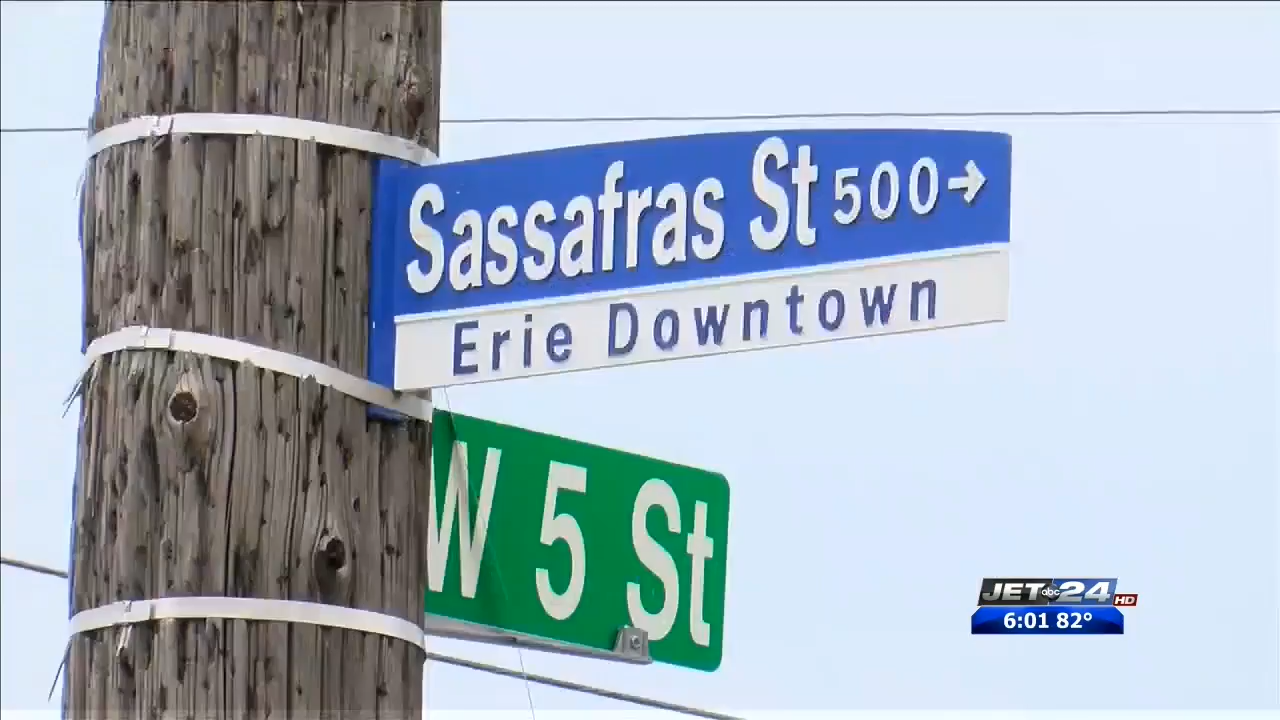 Sassafras St 500→
Erie Downtown
W 5 St
JET abc 24 HD
6:01 82°